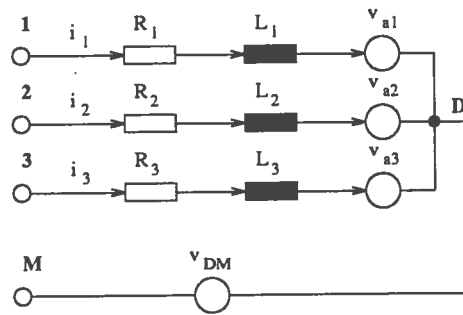 1 i 1 R 1 L 1 v a1
2 i 2 R 2 L 2 v a2 D
3 i 3 R 3 L 3 v a3
M v DM